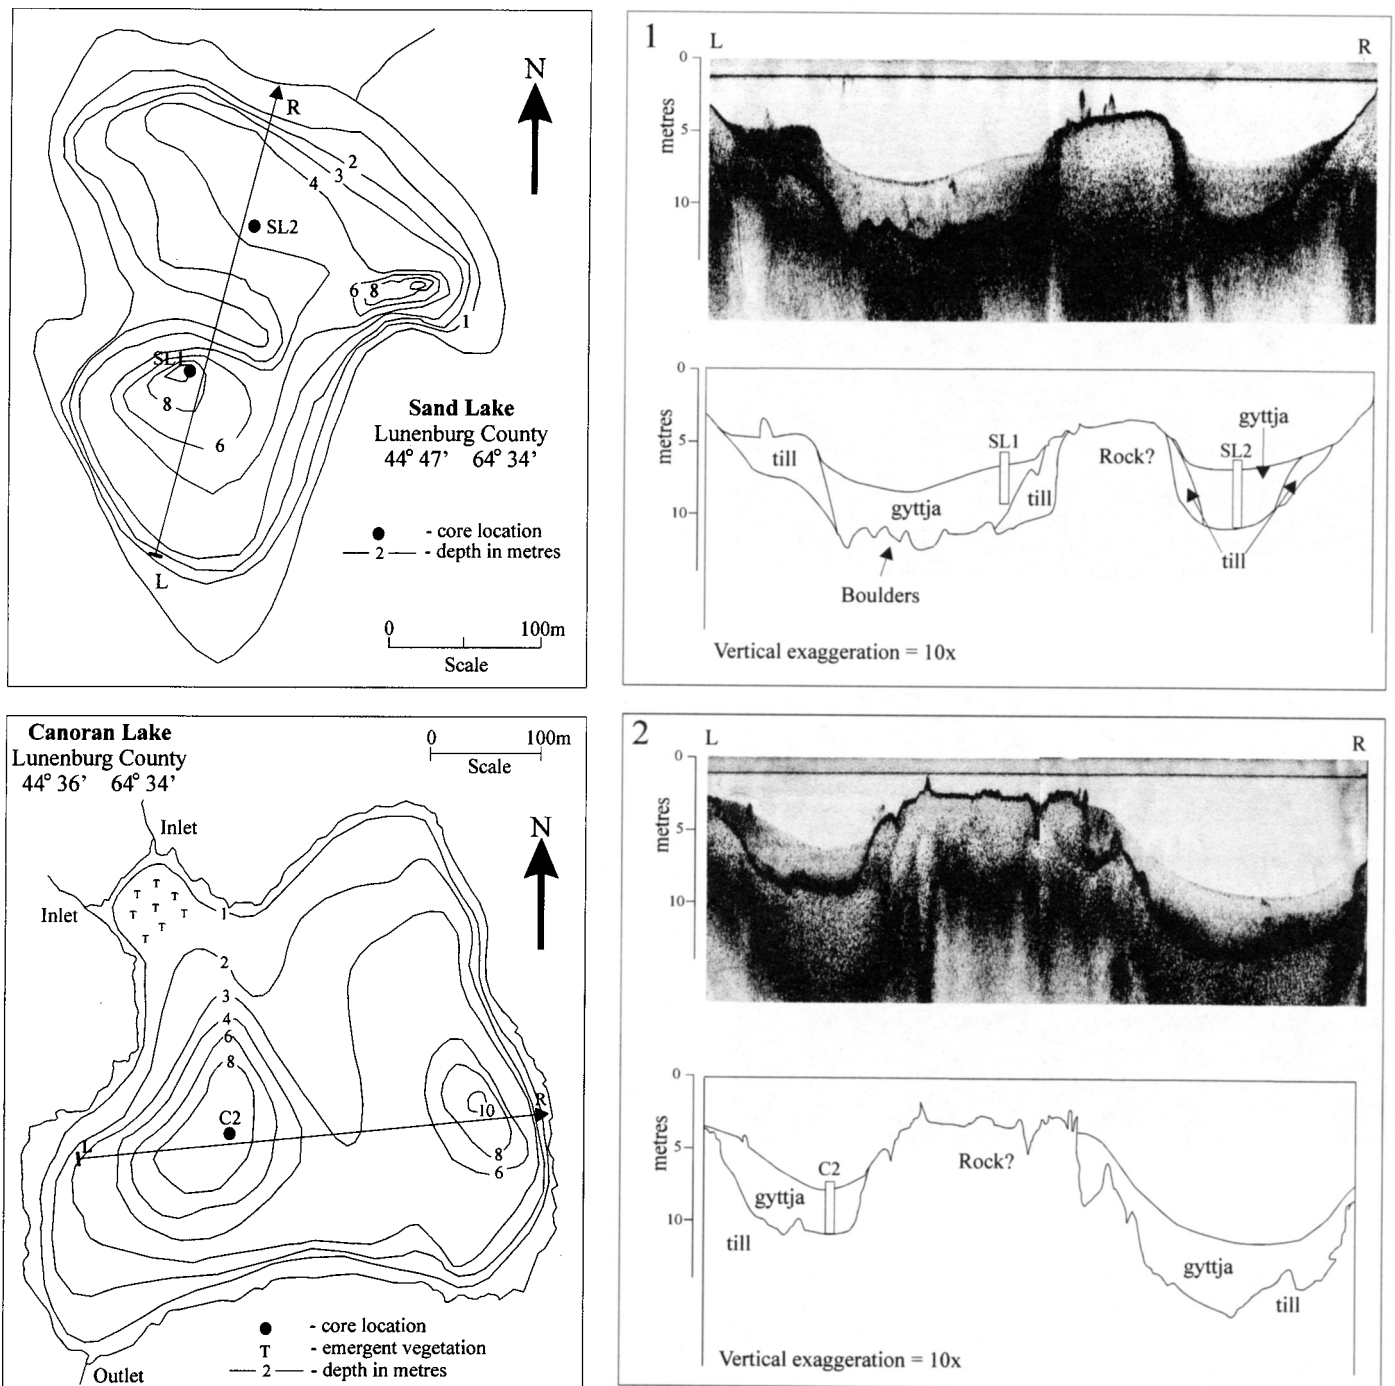 N
R
2
3
4
SL2
6 8
1
SL1
8
6
L
Sand Lake
Lunenburg County
44° 47' 64° 34'
- core location
2 - depth in metres
0 100m
Scale
1
L R
0
5
10
metres
0
5
10
metres
till
gyttja
Boulders
SL1
till
Rock?
gyttja
SL2
till
Vertical exaggeration = 10x
Canoran Lake
Lunenburg County
44° 36' 64° 34'
0 100m
Scale
N
Inlet
Inlet
T
T T T
T T T
T
T
1
2
3
4
6
8
C2
L
R
10
8
6
Outlet
- core location
T - emergent vegetation
2 - depth in metres
2
L R
0
5
10
metres
0
5
10
metres
C2
gyttja
till
Rock?
gyttja
till
Vertical exaggeration = 10x